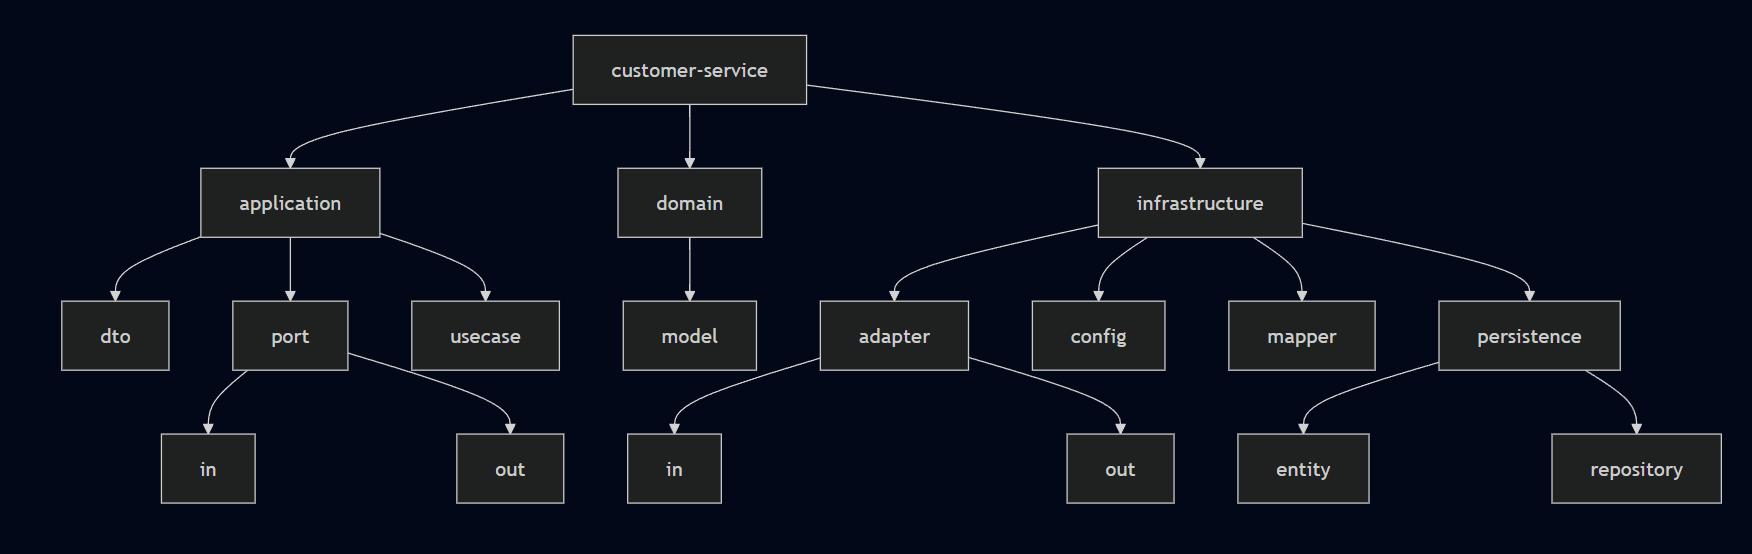 customer-service
application
domain
infrastructure
dto
port
usecase
model
adapter
config
mapper
persistence
in
out
in
out
entity
repository